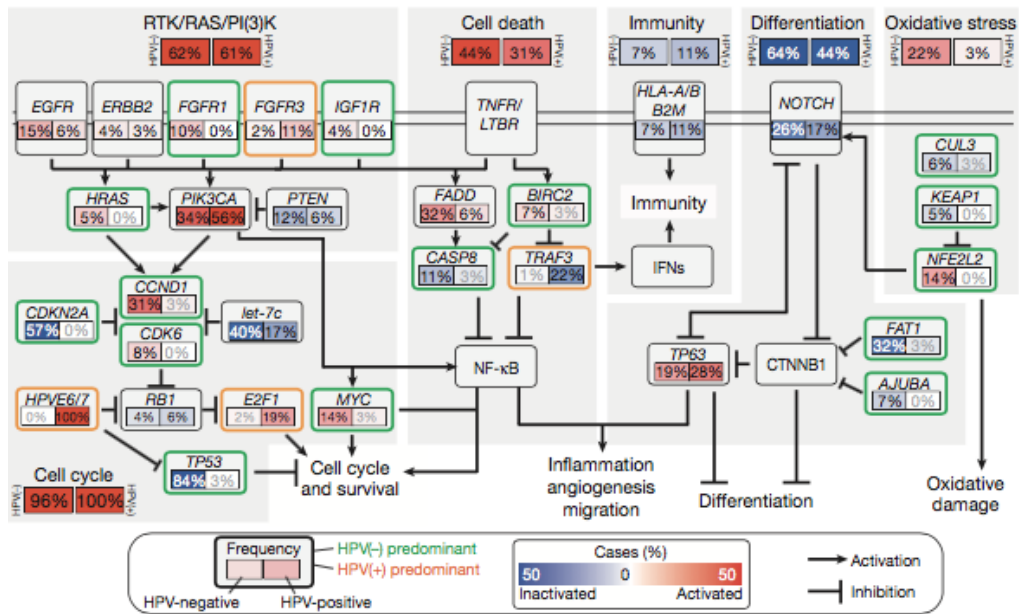 RTK/RAS/PI(3)K
HPV(–) 62% 61% HPV(+)
Cell death
HPV(–) 44% 31% HPV(+)
Immunity
HPV(–) 7% 11% HPV(+)
Differentiation
HPV(–) 64% 44% HPV(+)
Oxidative stress
HPV(–) 22% 3% HPV(+)
EGFR
15% 6%
ERBB2
4% 3%
FGFR1
10% 0%
FGFR3
2% 11%
IGF1R
4% 0%
TNFR/
LTBR
HLA-A/B
B2M
7% 11%
NOTCH
26% 17%
CUL3
6% 3%
KEAP1
5% 0%
NFE2L2
14% 0%
HRAS
5% 0%
PIK3CA
34% 56%
PTEN
12% 6%
FADD
32% 6%
BIRC2
7% 3%
CASP8
11% 3%
TRAF3
1% 22%
Immunity
IFNs
CCND1
31% 3%
CDKN2A
57% 0%
let-7c
40% 17%
CDK6
8% 0%
HPVE6/7
0% 100%
RB1
4% 6%
E2F1
2% 19%
MYC
14% 3%
NF-κB
TP63
19% 28%
CTNNB1
FAT1
32% 3%
AJUBA
7% 0%
TP53
84% 3%
Cell cycle
HPV(–) 96% 100% HPV(+)
Cell cycle
and survival
Inflammation
angiogenesis
migration
Differentiation
Oxidative
damage
Frequency
HPV(–) predominant
HPV(+) predominant
HPV-negative
HPV-positive
Cases (%)
50 0 50
Inactivated Activated
Activation
Inhibition